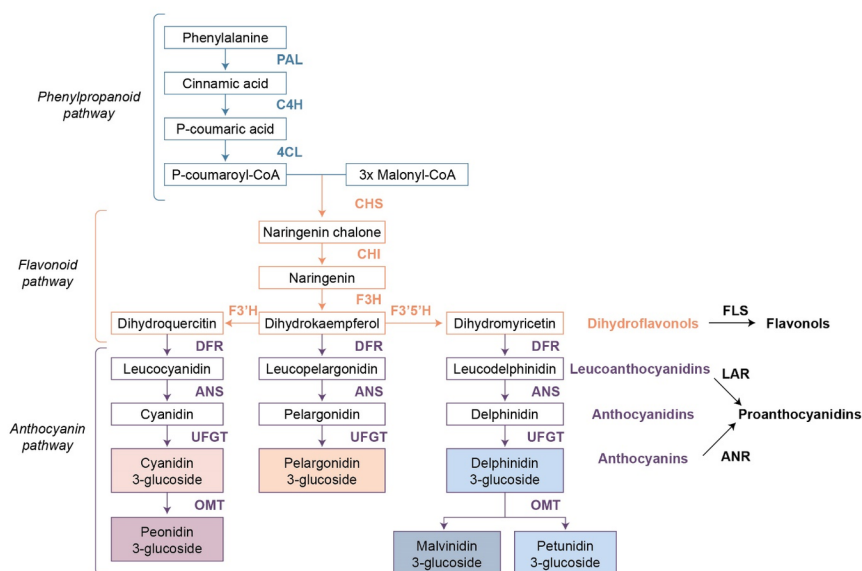 Phenylalanine
PAL
Cinnamic acid
C4H
Phenylpropanoid
pathway
P-coumaric acid
4CL
P-coumaroyl-CoA
3x Malonyl-CoA
CHS
Naringenin chalone
CHI
Flavonoid
pathway
Naringenin
F3'H
F3H
F3'5'H
Dihydroquercitin
Dihydrokaempferol
Dihydromyricetin
Dihydroflavonols
FLS
Flavonols
DFR
DFR
DFR
Leucocyanidin
Leucopelargonidin
Leucodelphinidin
Leucoanthocyanidins
LAR
ANS
ANS
ANS
Anthocyanin
pathway
Cyanidin
Pelargonidin
Delphinidin
Anthocyanidins
Proanthocyanidins
UFGT
UFGT
UFGT
Cyanidin
3-glucoside
Pelargonidin
3-glucoside
Delphinidin
3-glucoside
Anthocyanins
ANR
OMT
OMT
Peonidin
3-glucoside
Malvinidin
3-glucoside
Petunidin
3-glucoside